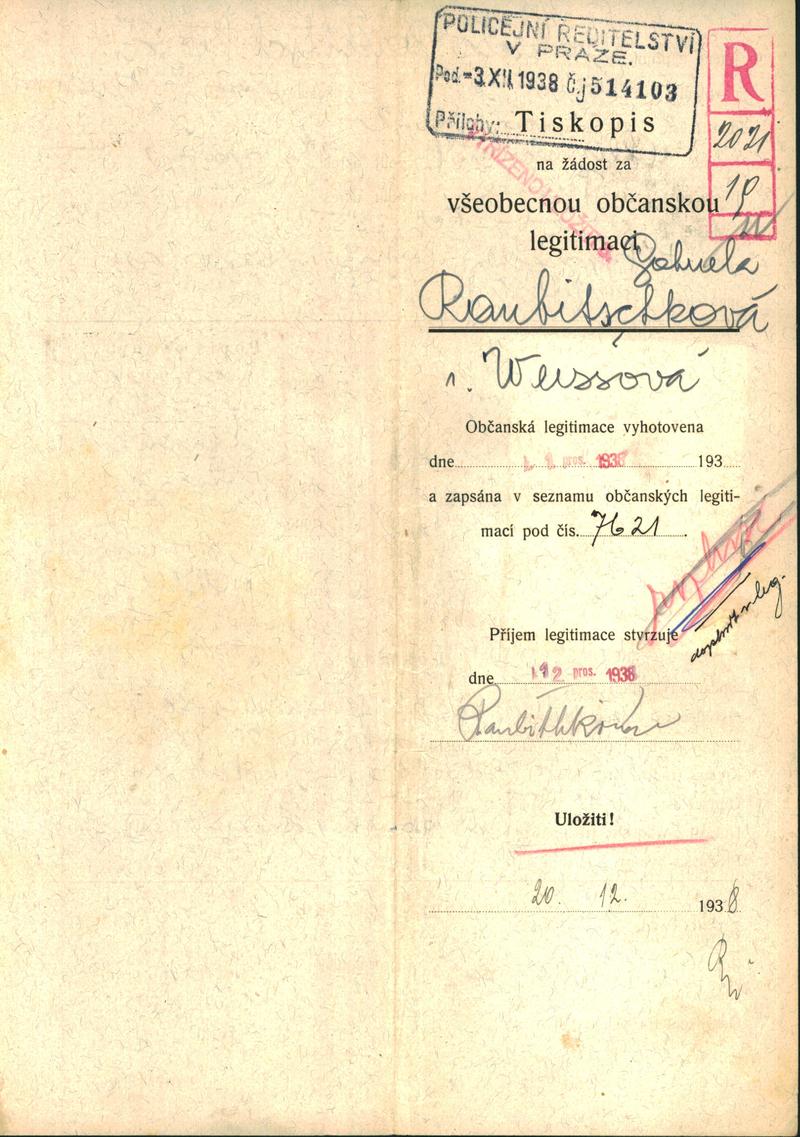 POLICEJNÍ ŘEDITELSTVÍ
V PRAZE.
Pod. - 3. XII. 1938 č.j 514103
Přílohy:
R
2021
19
Tiskopis
na žádost za
všeobecnou občanskou
legitimaci
Gabriela
Raubitschková
r. Weissová
Občanská legitimace vyhotovena
dne pros. 1938 193
a zapsána v seznamu občanských legiti-
mací pod čís. 7621.
Příjem legitimace stvrzuje
dne 12 pros. 1938
Raubitschková
Uložiti!
20. 12. 1938